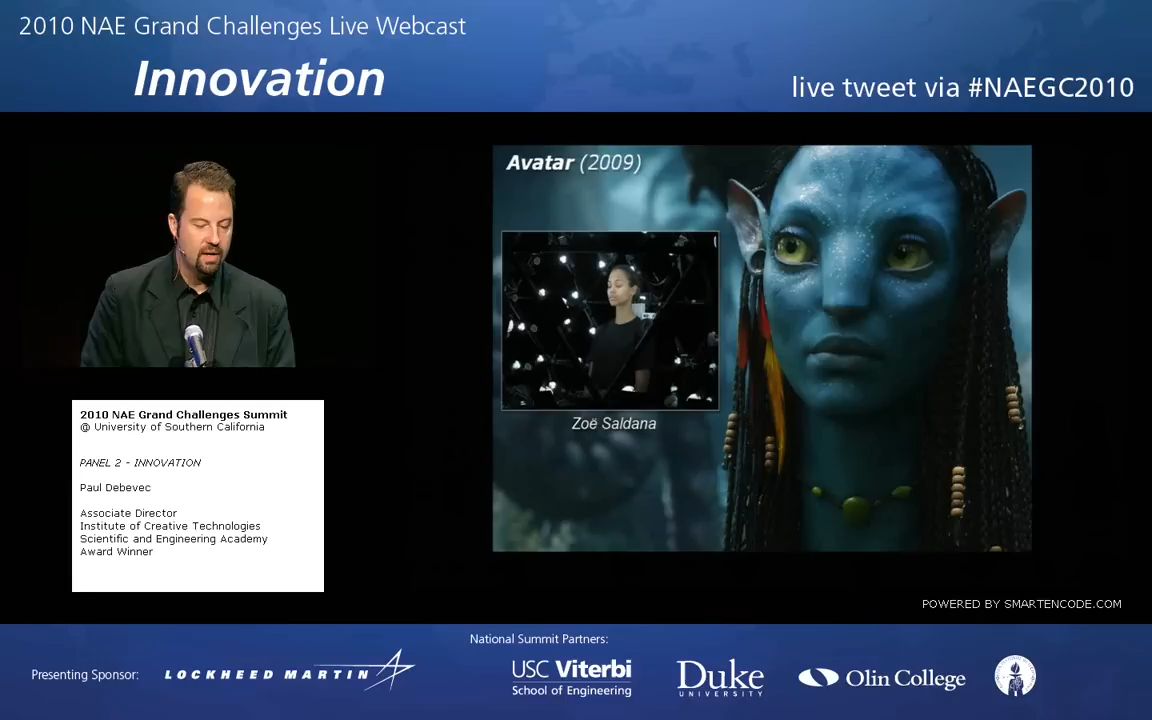 2010 NAE Grand Challenges Live Webcast
Innovation
live tweet via #NAEGC2010
Avatar (2009)
Zoë Saldana
2010 NAE Grand Challenges Summit
@ University of Southern California
PANEL 2 - INNOVATION
Paul Debevec
Associate Director
Institute of Creative Technologies
Scientific and Engineering Academy
Award Winner
POWERED BY SMARTENCODE.COM
National Summit Partners:
Presenting Sponsor:
LOCKHEED MARTIN
USC Viterbi
School of Engineering
Duke
UNIVERSITY
Olin College